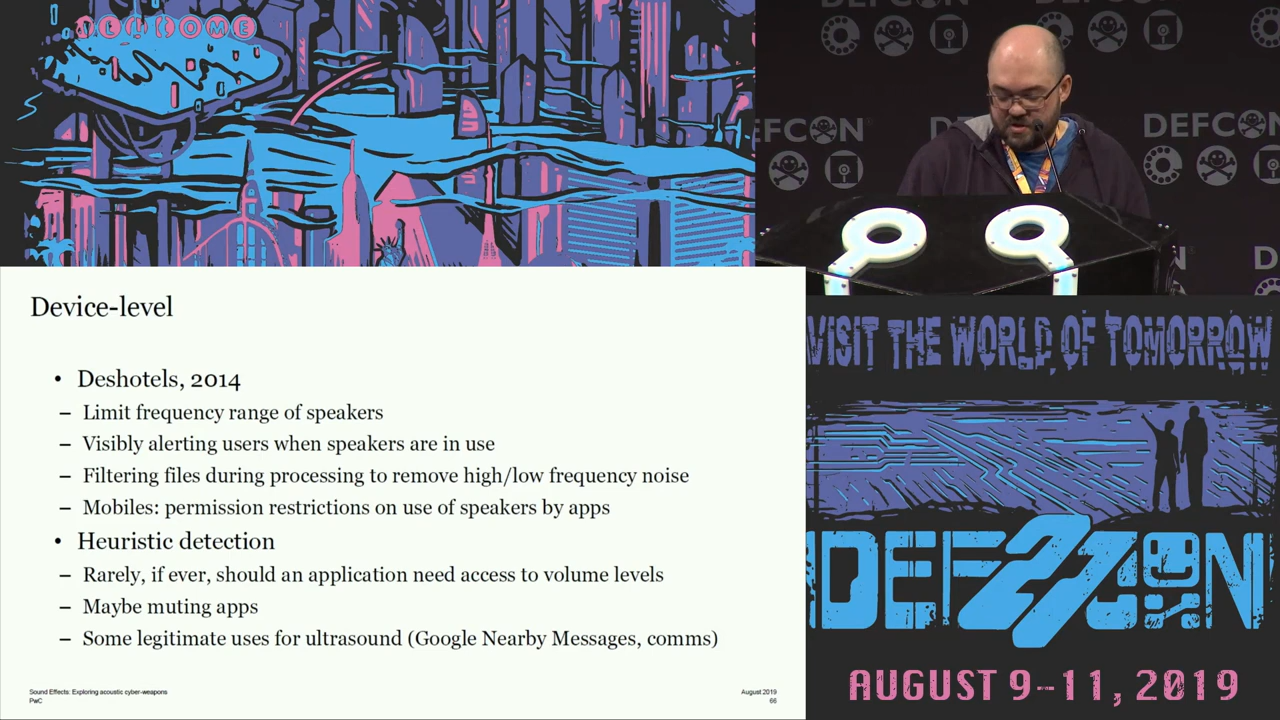 WELCOME
DEFCON
DEFCON
DEFCON
Device-level
• Deshotels, 2014
– Limit frequency range of speakers
– Visibly alerting users when speakers are in use
– Filtering files during processing to remove high/low frequency noise
– Mobiles: permission restrictions on use of speakers by apps
• Heuristic detection
– Rarely, if ever, should an application need access to volume levels
– Maybe muting apps
– Some legitimate uses for ultrasound (Google Nearby Messages, comms)
Sound Effects: Exploring acoustic cyber-weapons
PwC
August 2019
66
VISIT THE WORLD OF TOMORROW
DEF27CON
AUGUST 9-11, 2019